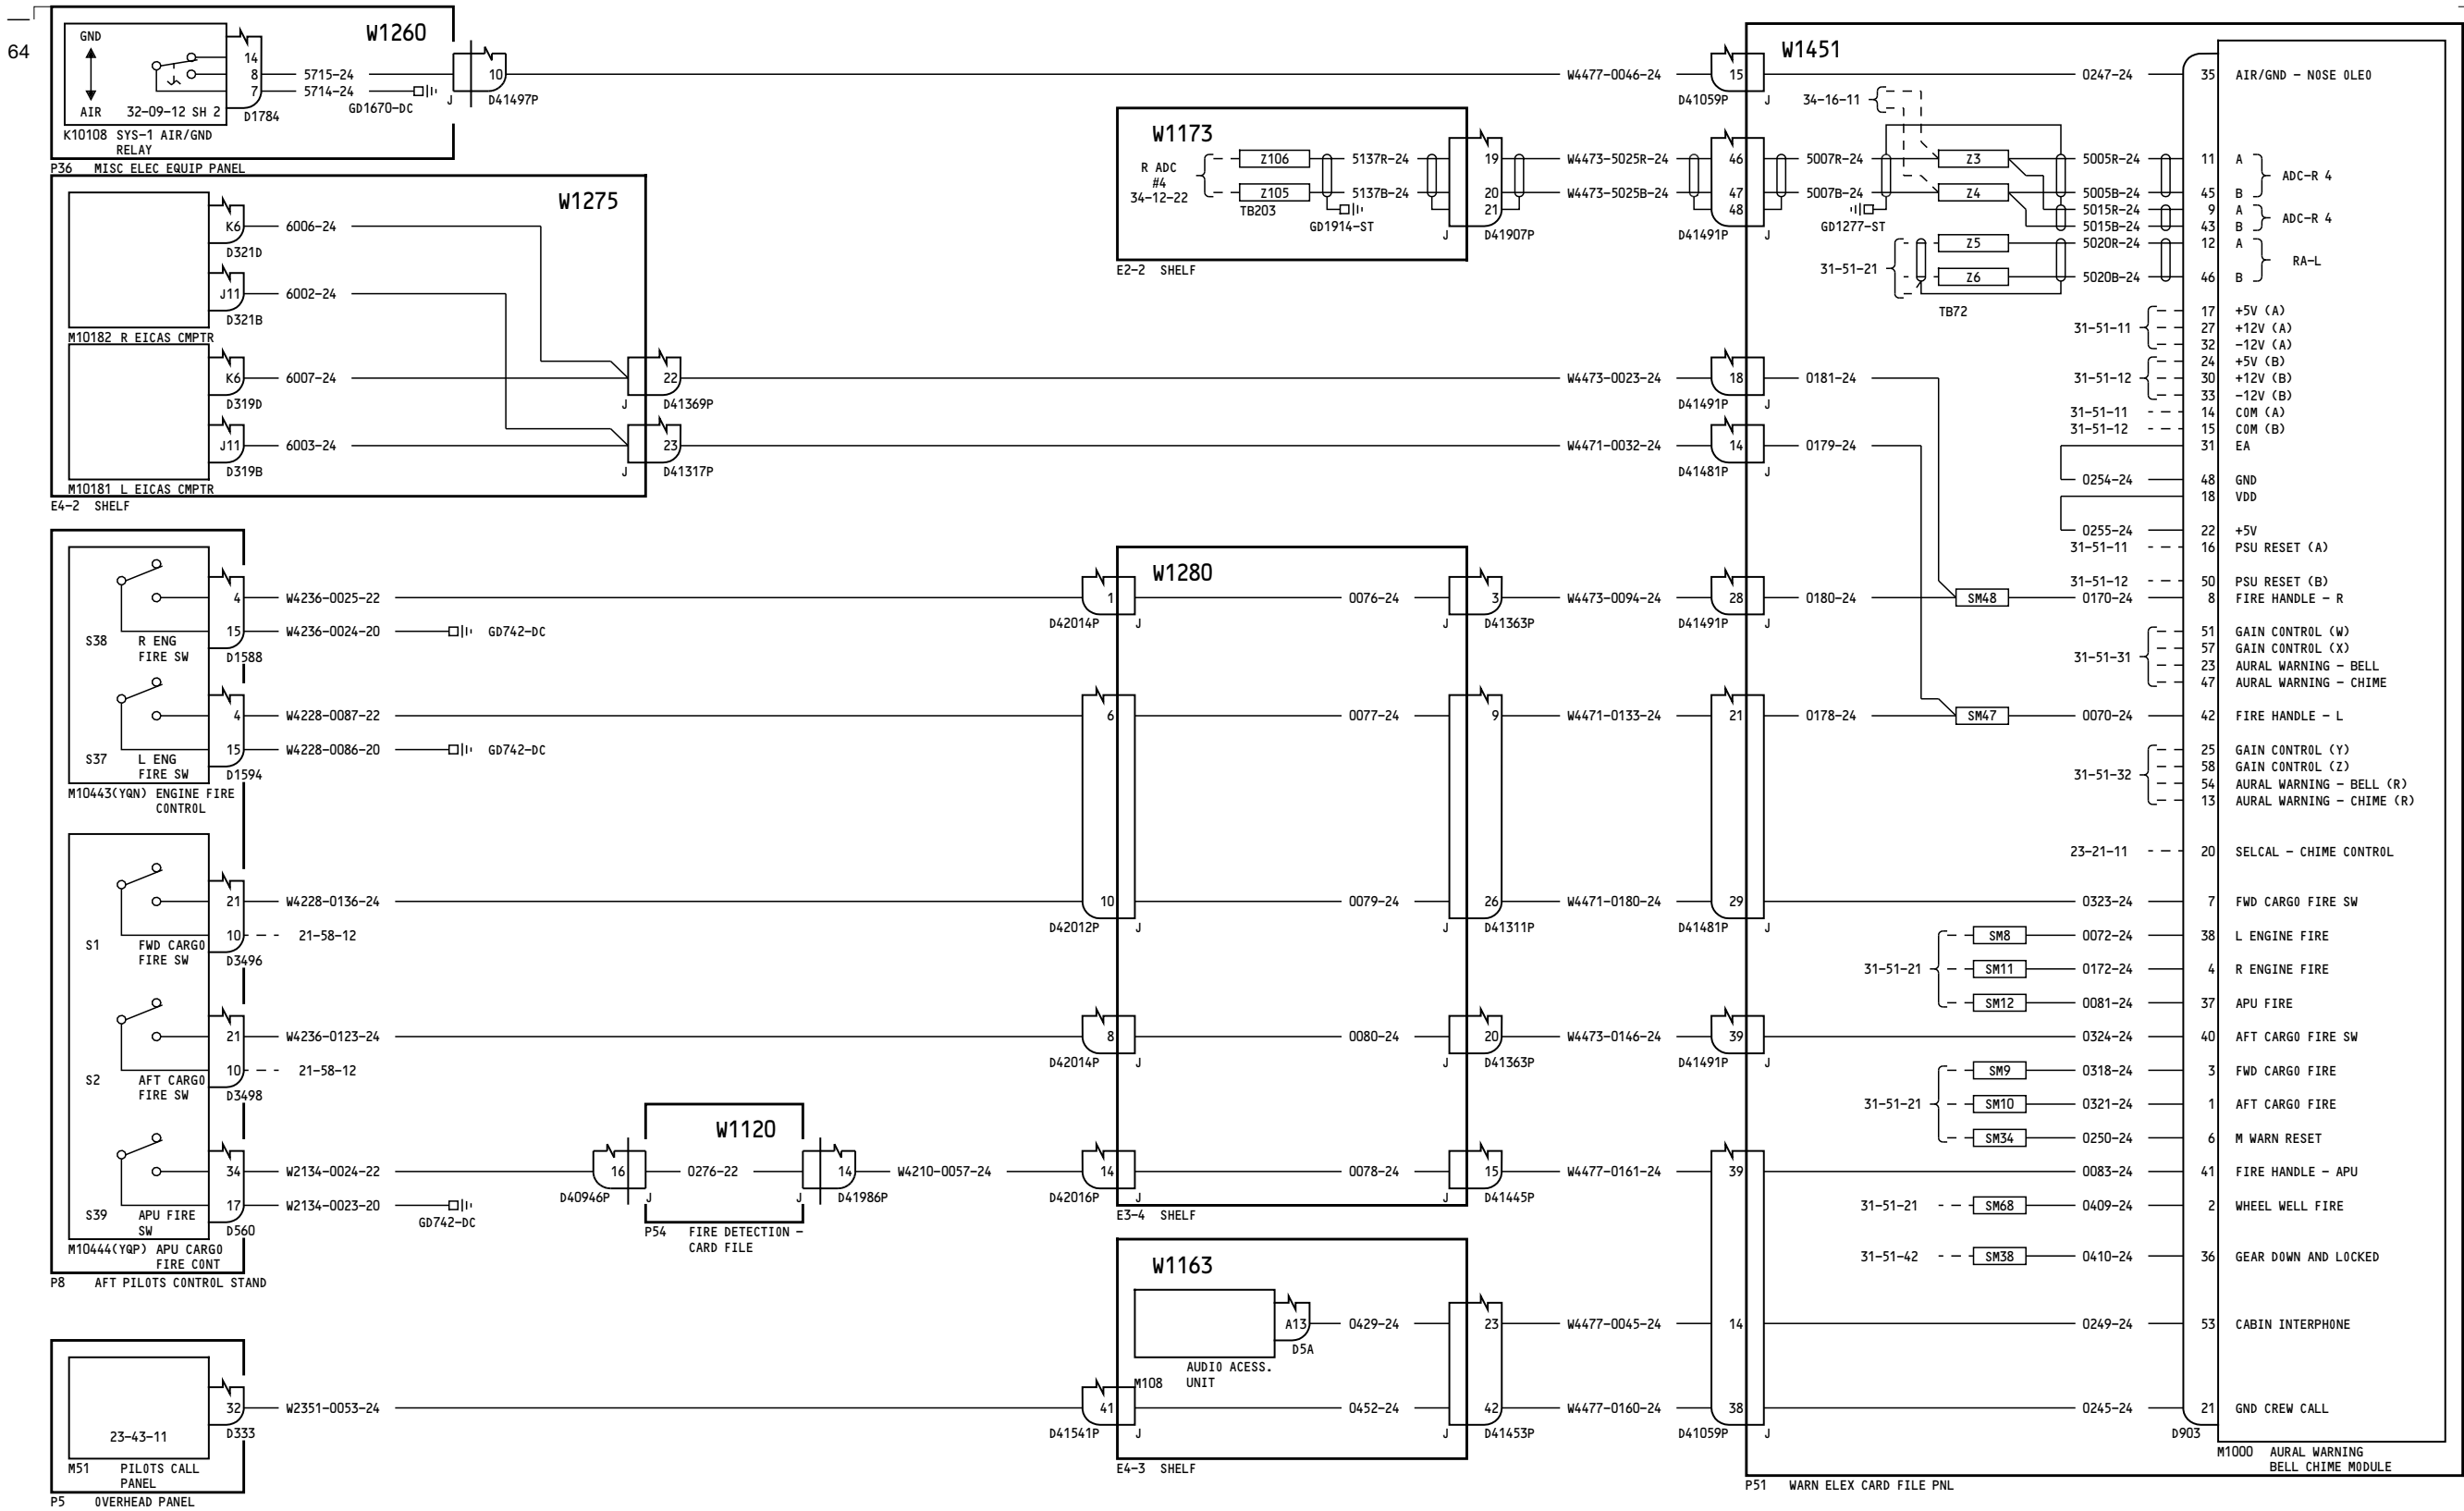 64
GND
AIR
32-09-12 SH 2
14
8
7
D1784
K10108 SYS-1 AIR/GND
RELAY
W1260
5715-24
5714-24
GD1670-DC
J
10
D41497P
P36 MISC ELEC EQUIP PANEL
W4477-0046-24
15
D41059P
J
W1451
0247-24
35
AIR/GND - NOSE OLEO
W1173
R ADC
#4
34-12-22
Z106
Z105
TB203
5137R-24
5137B-24
GD1914-ST
J
19
20
21
D41907P
E2-2 SHELF
W4473-5025R-24
W4473-5025B-24
46
47
48
D41491P
J
34-16-11
5007R-24
5007B-24
GD1277-ST
Z3
Z4
Z5
Z6
TB72
31-51-21
5005R-24
5005B-24
5015R-24
5015B-24
5020R-24
5020B-24
11 A
45 B
ADC-R 4
9 A
43 B
ADC-R 4
12 A
46 B
RA-L
W1275
K6
D321D
6006-24
J11
D321B
6002-24
M10182 R EICAS CMPTR
K6
D319D
6007-24
J11
D319B
6003-24
M10181 L EICAS CMPTR
E4-2 SHELF
J
22
D41369P
J
23
D41317P
W4473-0023-24
18
D41491P
J
0181-24
W4471-0032-24
14
D41481P
J
0179-24
31-51-11
17 +5V (A)
27 +12V (A)
32 -12V (A)
31-51-12
24 +5V (B)
30 +12V (B)
33 -12V (B)
31-51-11 14 COM (A)
31-51-12 15 COM (B)
31 EA
0254-24 48 GND
18 VDD
0255-24 22 +5V
31-51-11 16 PSU RESET (A)
31-51-12 50 PSU RESET (B)
SM48 0170-24 8 FIRE HANDLE - R
31-51-31
51 GAIN CONTROL (W)
57 GAIN CONTROL (X)
23 AURAL WARNING - BELL
47 AURAL WARNING - CHIME
SM47 0070-24 42 FIRE HANDLE - L
31-51-32
25 GAIN CONTROL (Y)
58 GAIN CONTROL (Z)
54 AURAL WARNING - BELL (R)
13 AURAL WARNING - CHIME (R)
23-21-11 20 SELCAL - CHIME CONTROL
S38
R ENG
FIRE SW
4
15
D1588
W4236-0025-22
W4236-0024-20
GD742-DC
S37
L ENG
FIRE SW
4
15
D1594
W4228-0087-22
W4228-0086-20
GD742-DC
M10443(YQN) ENGINE FIRE
CONTROL
W1280
1
D42014P
J
0076-24
3
J
D41363P
W4473-0094-24
28
D41491P
J
0180-24
6
0077-24
9
W4471-0133-24
21
0178-24
S1
FWD CARGO
FIRE SW
21
10
D3496
W4228-0136-24
21-58-12
10
D42012P
J
0079-24
26
J
D41311P
W4471-0180-24
29
D41481P
J
0323-24
7
FWD CARGO FIRE SW
31-51-21
SM8 0072-24 38 L ENGINE FIRE
SM11 0172-24 4 R ENGINE FIRE
SM12 0081-24 37 APU FIRE
S2
AFT CARGO
FIRE SW
21
10
D3498
W4236-0123-24
21-58-12
8
D42014P
J
0080-24
20
J
D41363P
W4473-0146-24
39
D41491P
J
0324-24
40
AFT CARGO FIRE SW
31-51-21
SM9 0318-24 3 FWD CARGO FIRE
SM10 0321-24 1 AFT CARGO FIRE
SM34 0250-24 6 M WARN RESET
S39
APU FIRE
SW
34
17
D560
W2134-0024-22
W2134-0023-20
GD742-DC
M10444(YQP) APU CARGO
FIRE CONT
P8 AFT PILOTS CONTROL STAND
W1120
16
D40946P
J
0276-22
14
J
D41986P
P54 FIRE DETECTION -
CARD FILE
W4210-0057-24
14
D42016P
J
0078-24
15
J
D41445P
E3-4 SHELF
W4477-0161-24
39
0083-24
41
FIRE HANDLE - APU
31-51-21 SM68 0409-24 2 WHEEL WELL FIRE
31-51-42 SM38 0410-24 36 GEAR DOWN AND LOCKED
W1163
A13
D5A
0429-24
AUDIO ACESS.
M108 UNIT
23
W4477-0045-24
14
0249-24
53
CABIN INTERPHONE
23-43-11
M51 PILOTS CALL
PANEL
P5 OVERHEAD PANEL
32
D333
W2351-0053-24
41
D41541P
J
0452-24
42
J
D41453P
E4-3 SHELF
W4477-0160-24
38
D41059P
J
0245-24
21
GND CREW CALL
D903
M1000 AURAL WARNING
BELL CHIME MODULE
P51 WARN ELEX CARD FILE PNL